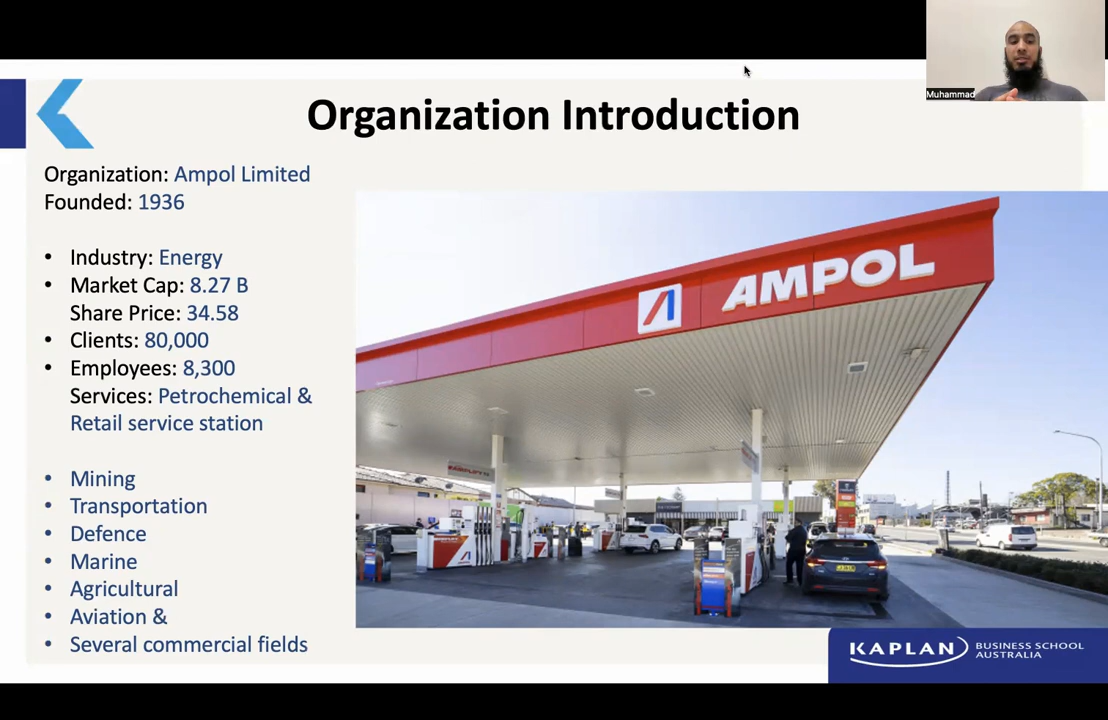 Muhammad
Organization Introduction
Organization: Ampol Limited
Founded: 1936
• Industry: Energy
• Market Cap: 8.27 B
Share Price: 34.58
• Clients: 80,000
• Employees: 8,300
Services: Petrochemical &
Retail service station
• Mining
• Transportation
• Defence
• Marine
• Agricultural
• Aviation &
• Several commercial fields
AMPOL
KAPLAN
BUSINESS SCHOOL
AUSTRALIA